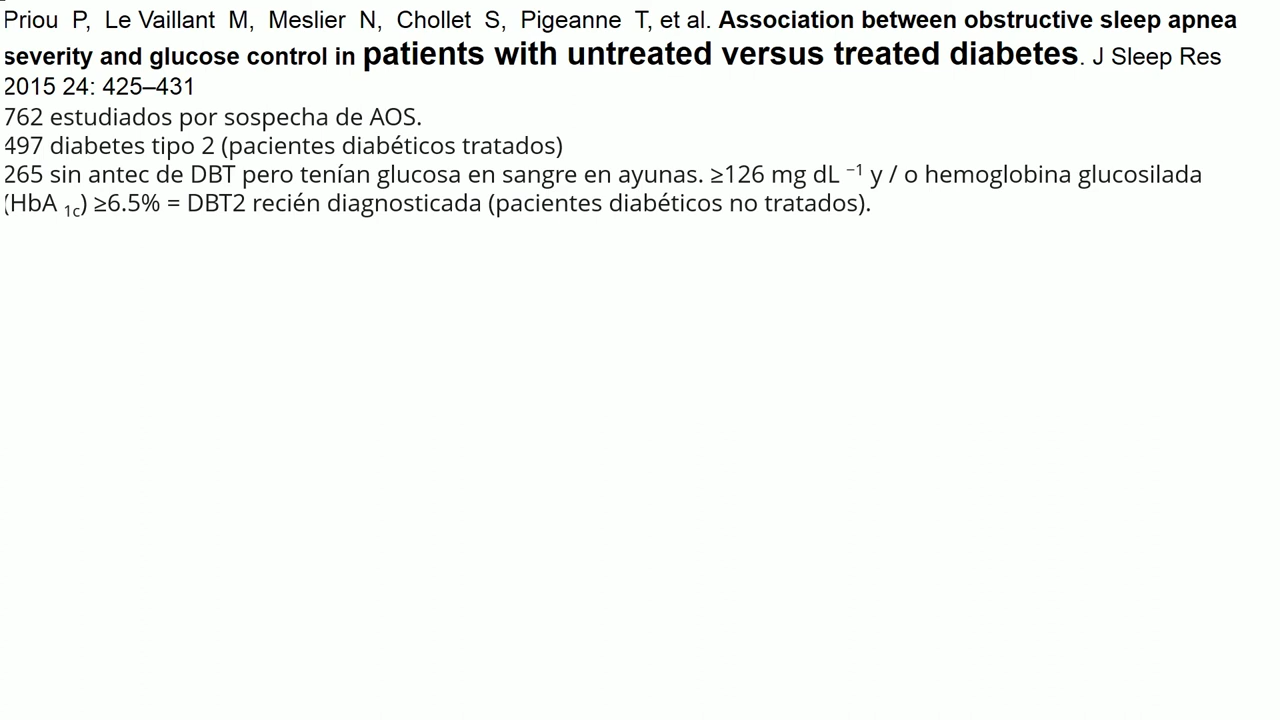 Priou P, Le Vaillant M, Meslier N, Chollet S, Pigeanne T, et al. Association between obstructive sleep apnea
severity and glucose control in patients with untreated versus treated diabetes. J Sleep Res
2015 24: 425–431
762 estudiados por sospecha de AOS.
497 diabetes tipo 2 (pacientes diabéticos tratados)
265 sin antec de DBT pero tenían glucosa en sangre en ayunas. ≥126 mg dL ⁻¹ y / o hemoglobina glucosilada
(HbA ₁c) ≥6.5% = DBT2 recién diagnosticada (pacientes diabéticos no tratados).